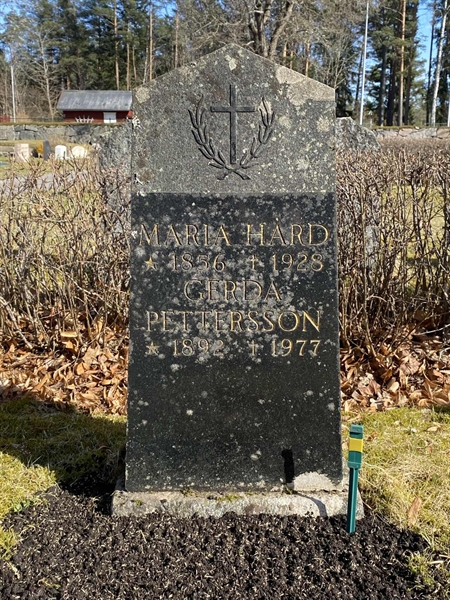 MARIA HARD
★ 1856 ✝ 1928
GERDA
PETTERSSON
★ 1892 ✝ 1977